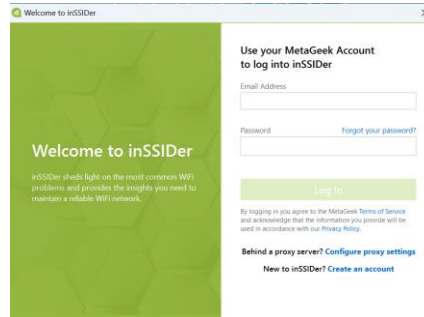 Welcome to inSSIDer
Welcome to inSSIDer
inSSIDer sheds light on the most common WiFi
problems and provides the insights you need to
maintain a reliable WiFi network.
Use your MetaGeek Account
to log into inSSIDer
Email Address
Password Forgot your password?
Log In
By logging in you agree to the MetaGeek Terms of Service
and acknowledge that the information you provide will be
used in accordance with our Privacy Policy.
Behind a proxy server? Configure proxy settings
New to inSSIDer? Create an account